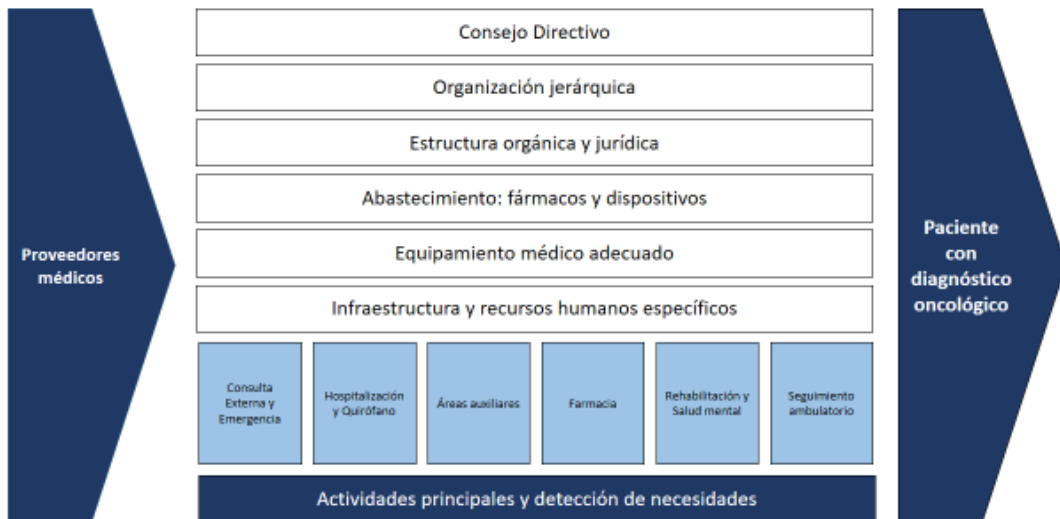 Proveedores
médicos
Consejo Directivo
Organización jerárquica
Estructura orgánica y jurídica
Abastecimiento: fármacos y dispositivos
Equipamiento médico adecuado
Infraestructura y recursos humanos específicos
Consulta
Externa y
Emergencia
Hospitalización
y Quirófano
Áreas auxiliares
Farmacia
Rehabilitación y
Salud mental
Seguimiento
ambulatorio
Actividades principales y detección de necesidades
Paciente
con
diagnóstico
oncológico